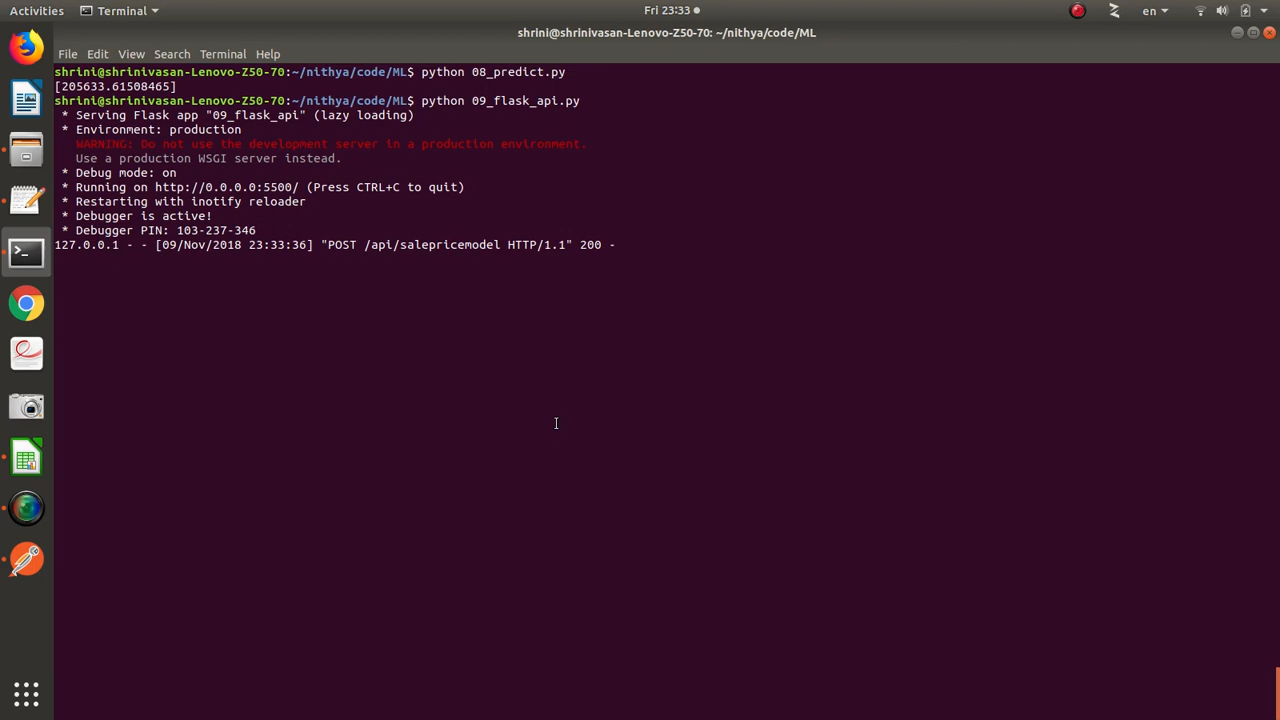 Activities
Terminal
Fri 23:33
en
shrini@shrinivasan-Lenovo-Z50-70: ~/nithya/code/ML
File Edit View Search Terminal Help
shrini@shrinivasan-Lenovo-Z50-70:~/nithya/code/ML$ python 08_predict.py
[205633.61508465]
shrini@shrinivasan-Lenovo-Z50-70:~/nithya/code/ML$ python 09_flask_api.py
* Serving Flask app "09_flask_api" (lazy loading)
* Environment: production
WARNING: Do not use the development server in a production environment.
Use a production WSGI server instead.
* Debug mode: on
* Running on http://0.0.0.0:5500/ (Press CTRL+C to quit)
* Restarting with inotify reloader
* Debugger is active!
* Debugger PIN: 103-237-346
127.0.0.1 - - [09/Nov/2018 23:33:36] "POST /api/salepricemodel HTTP/1.1" 200 -